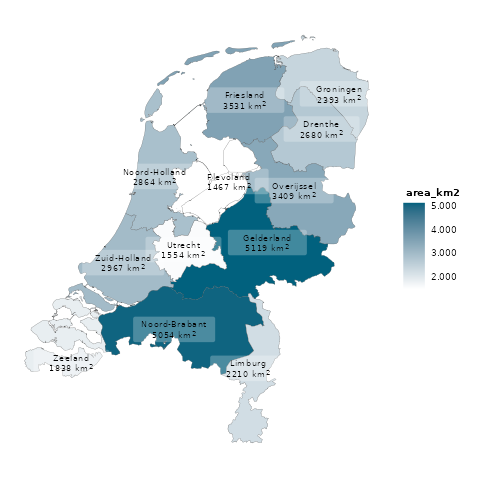 Groningen
2393 km²
Friesland
3531 km²
Drenthe
2680 km²
Noord-Holland
2864 km²
Flevoland
1467 km²
Overijssel
3409 km²
Utrecht
1554 km²
Gelderland
5119 km²
Zuid-Holland
2967 km²
Noord-Brabant
5054 km²
Zeeland
1838 km²
Limburg
2210 km²
area_km2
5.000
4.000
3.000
2.000